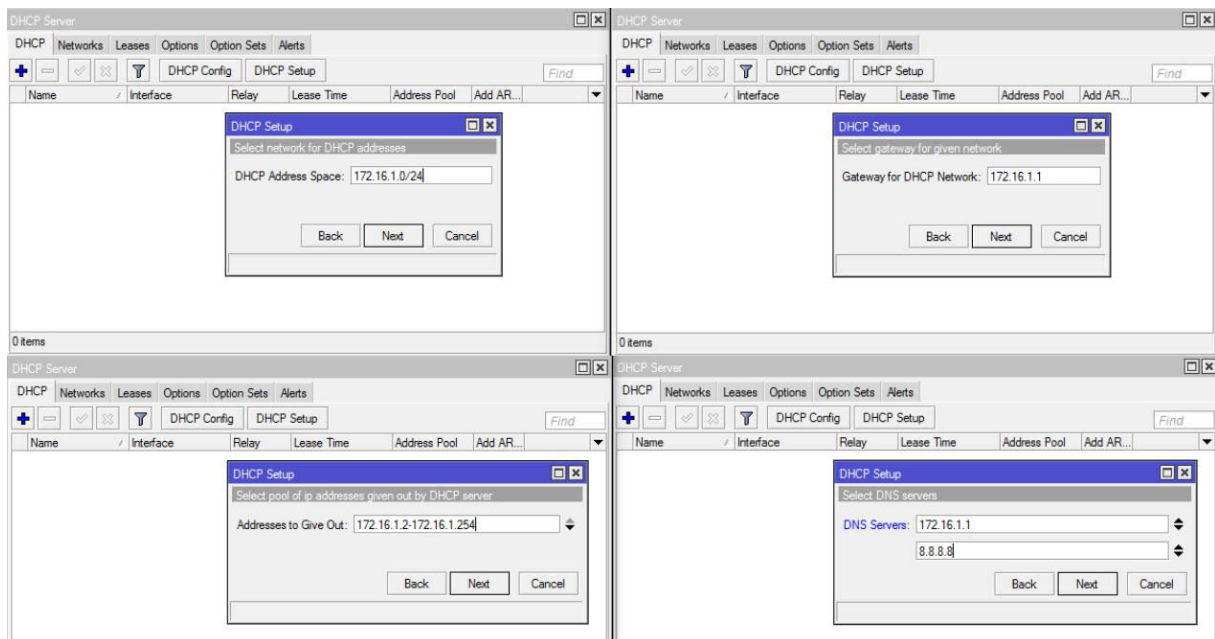 DHCP Server
DHCP Networks Leases Options Option Sets Alerts
DHCP Config DHCP Setup Find
Name Interface Relay Lease Time Address Pool Add AR...
DHCP Setup
Select network for DHCP addresses
DHCP Address Space: 172.16.1.0/24
Back Next Cancel
0 items
DHCP Server
DHCP Networks Leases Options Option Sets Alerts
DHCP Config DHCP Setup Find
Name Interface Relay Lease Time Address Pool Add AR...
DHCP Setup
Select gateway for given network
Gateway for DHCP Network: 172.16.1.1
Back Next Cancel
0 items
DHCP Server
DHCP Networks Leases Options Option Sets Alerts
DHCP Config DHCP Setup Find
Name Interface Relay Lease Time Address Pool Add AR...
DHCP Setup
Select pool of ip addresses given out by DHCP server
Addresses to Give Out: 172.16.1.2-172.16.1.254
Back Next Cancel
DHCP Server
DHCP Networks Leases Options Option Sets Alerts
DHCP Config DHCP Setup Find
Name Interface Relay Lease Time Address Pool Add AR...
DHCP Setup
Select DNS servers
DNS Servers: 172.16.1.1
8.8.8.8
Back Next Cancel